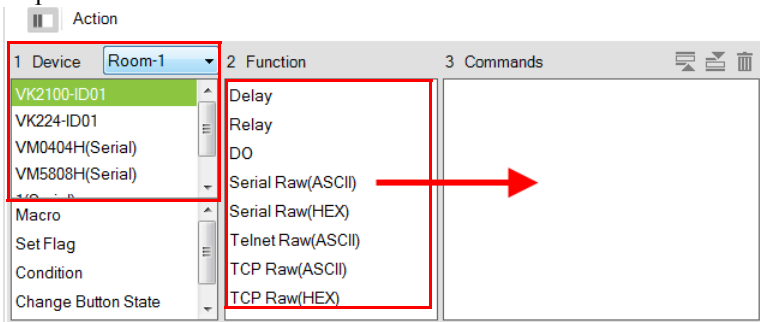 Action
1 Device
Room-1
2 Function
3 Commands
VK2100-ID01
VK224-ID01
VM0404H(Serial)
VM5808H(Serial)
Macro
Set Flag
Condition
Change Button State
Delay
Relay
DO
Serial Raw(ASCII)
Serial Raw(HEX)
Telnet Raw(ASCII)
TCP Raw(ASCII)
TCP Raw(HEX)